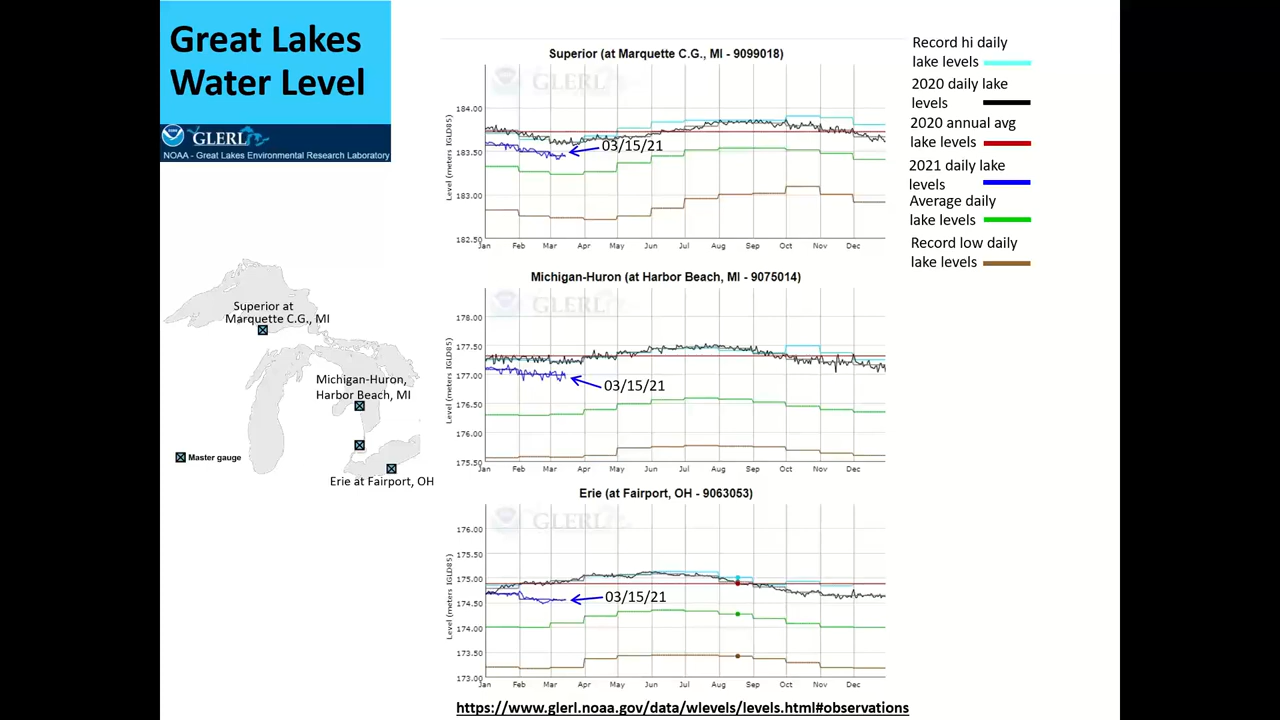 Great Lakes
Water Level
NOAA
GLERL
NOAA - Great Lakes Environmental Research Laboratory
Superior at
Marquette C.G., MI
Michigan-Huron,
Harbor Beach, MI
Master gauge
Erie at Fairport, OH
Superior (at Marquette C.G., MI - 9099018)
GLERL
Level (meters IGLD85)
184.00
183.50
183.00
182.50
03/15/21
Jan Feb Mar Apr May Jun Jul Aug Sep Oct Nov Dec
Michigan-Huron (at Harbor Beach, MI - 9075014)
GLERL
Level (meters IGLD85)
178.00
177.50
177.00
176.50
176.00
175.50
03/15/21
Jan Feb Mar Apr May Jun Jul Aug Sep Oct Nov Dec
Erie (at Fairport, OH - 9063053)
GLERL
Level (meters IGLD85)
176.00
175.50
175.00
174.50
174.00
173.50
173.00
03/15/21
Jan Feb Mar Apr May Jun Jul Aug Sep Oct Nov Dec
https://www.glerl.noaa.gov/data/wlevels/levels.html#observations
Record hi daily
lake levels
2020 daily lake
levels
2020 annual avg
lake levels
2021 daily lake
levels
Average daily
lake levels
Record low daily
lake levels